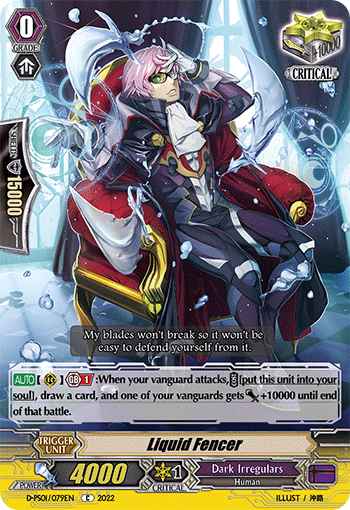 0
GRADE
+10000
CRITICAL
SHIELD
15000
My blades won't break so it won't be
easy to defend yourself from it.
AUTO [RC] GB 1 :When your vanguard attacks, [put this unit into your
soul], draw a card, and one of your vanguards gets +10000 until end
of that battle.
TRIGGER
UNIT
Liquid Fencer
POWER
4000
1
CRITICAL
Dark Irregulars
Human
D-PS01/079EN C 2022
ILLUST / 沖路